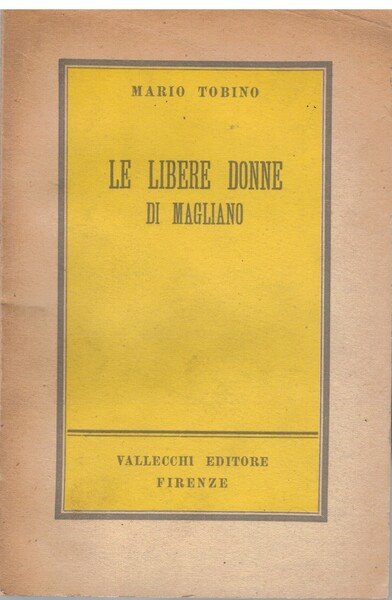 MARIO TOBINO
LE LIBERE DONNE
DI MAGLIANO
VALLECCHI EDITORE
FIRENZE